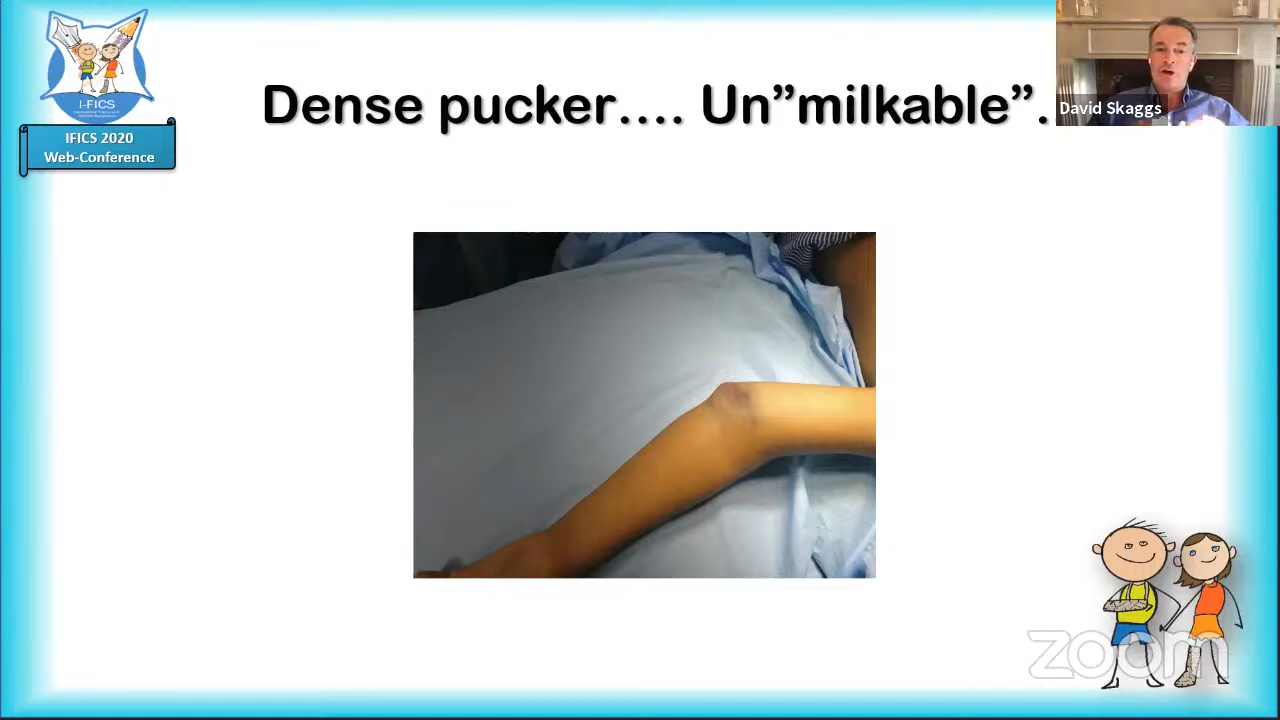 I-FICS
IFICS 2020
Web-Conference
Dense pucker…. Un”milkable”.
David Skaggs
zoom